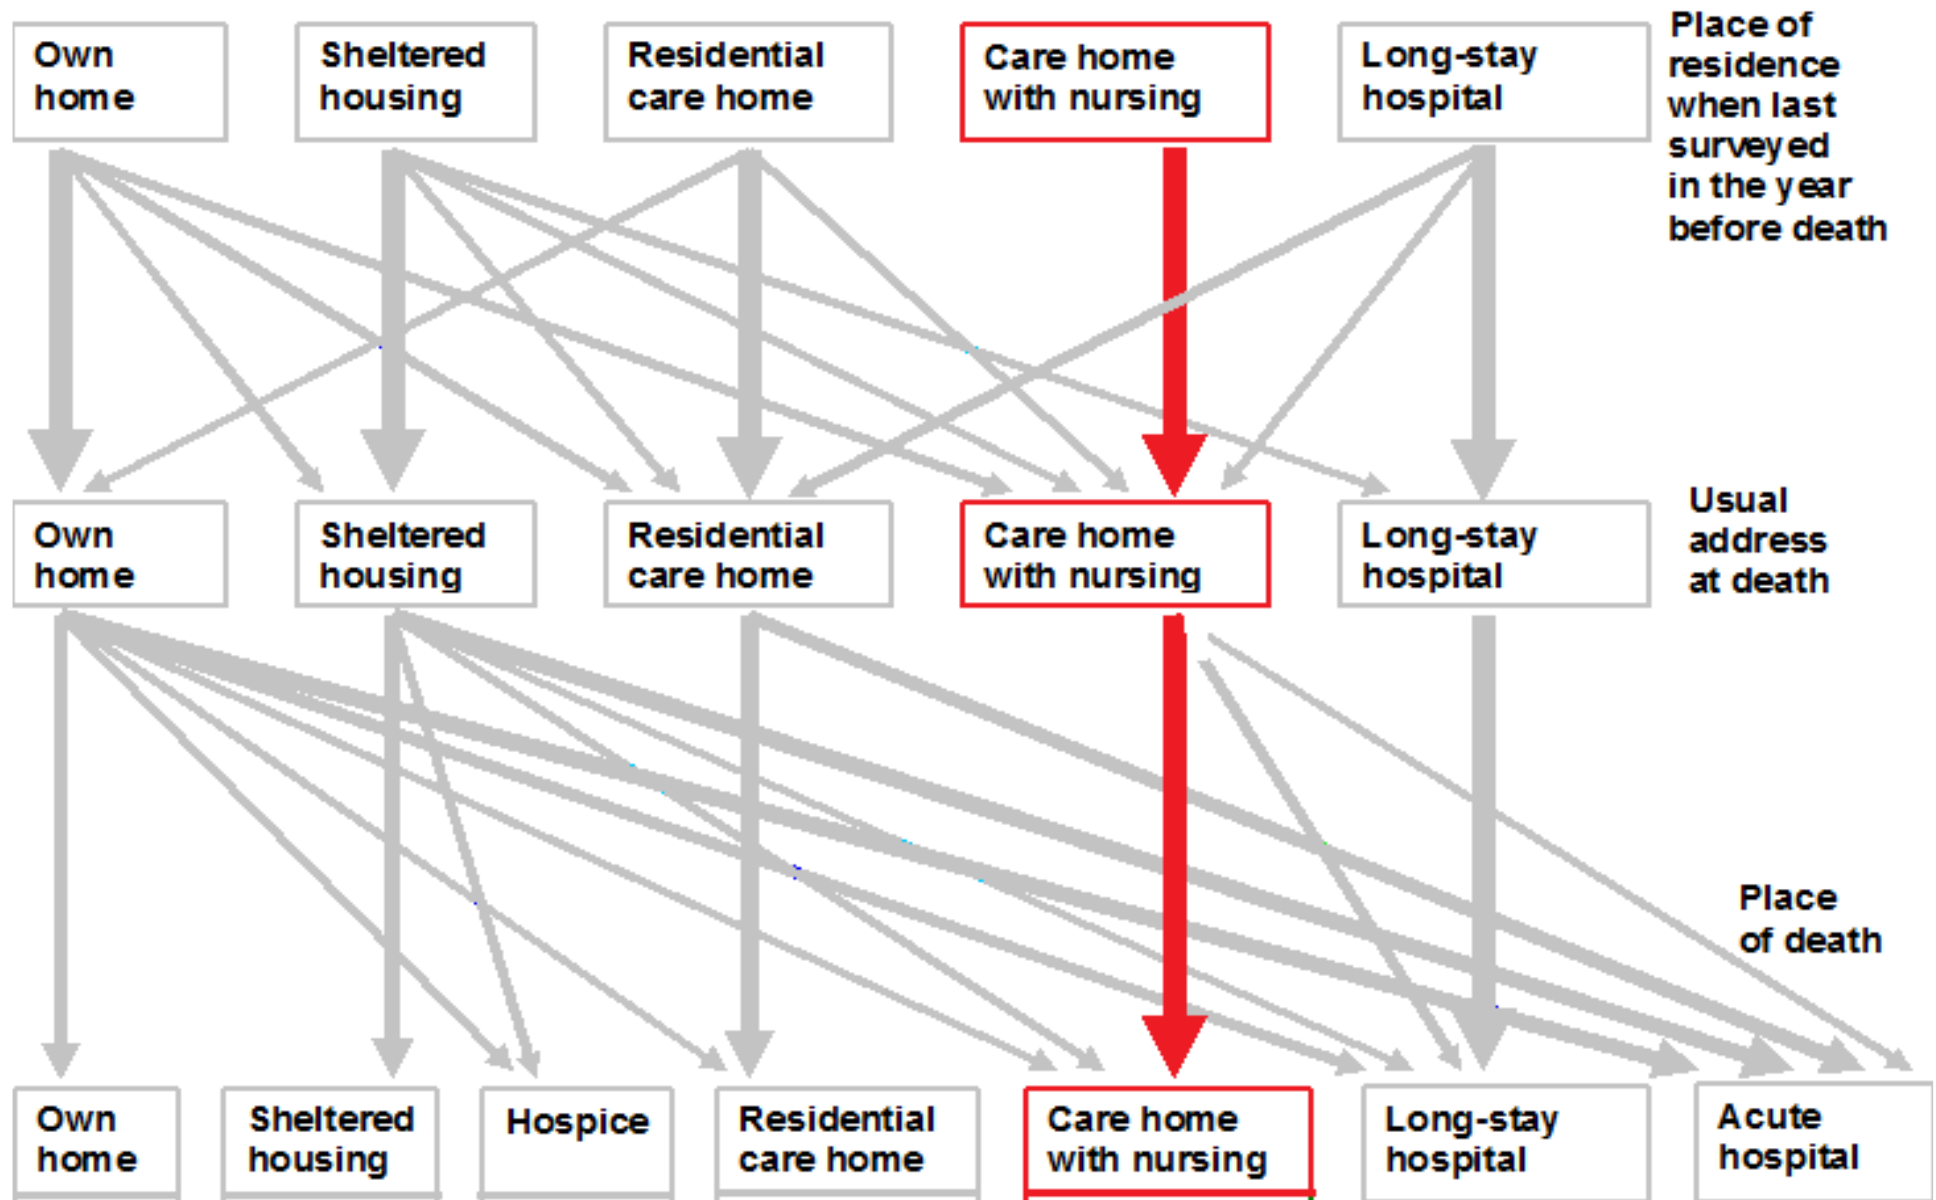 Own
home
Sheltered
housing
Residential
care home
Care home
with nursing
Long-stay
hospital
Place of
residence
when last
surveyed
in the year
before death
Own
home
Sheltered
housing
Residential
care home
Care home
with nursing
Long-stay
hospital
Usual
address
at death
Place
of death
Own
home
Sheltered
housing
Hospice
Residential
care home
Care home
with nursing
Long-stay
hospital
Acute
hospital